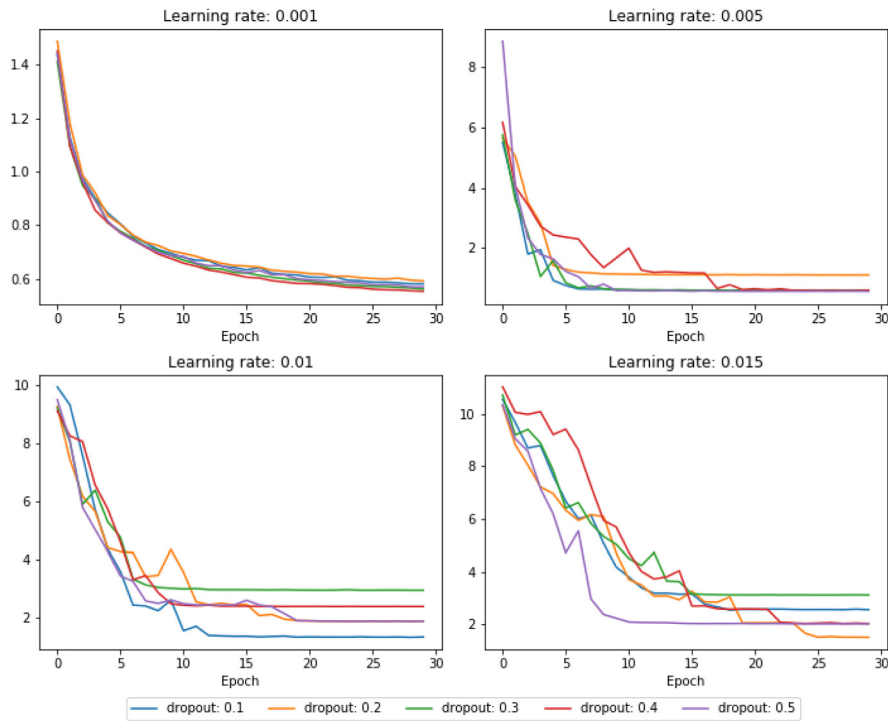 Learning rate: 0.001
1.4
1.2
1.0
0.8
0.6
0 5 10 15 20 25 30
Epoch
Learning rate: 0.005
8
6
4
2
0 5 10 15 20 25 30
Epoch
Learning rate: 0.01
10
8
6
4
2
0 5 10 15 20 25 30
Epoch
Learning rate: 0.015
10
8
6
4
2
0 5 10 15 20 25 30
Epoch
dropout: 0.1 dropout: 0.2 dropout: 0.3 dropout: 0.4 dropout: 0.5